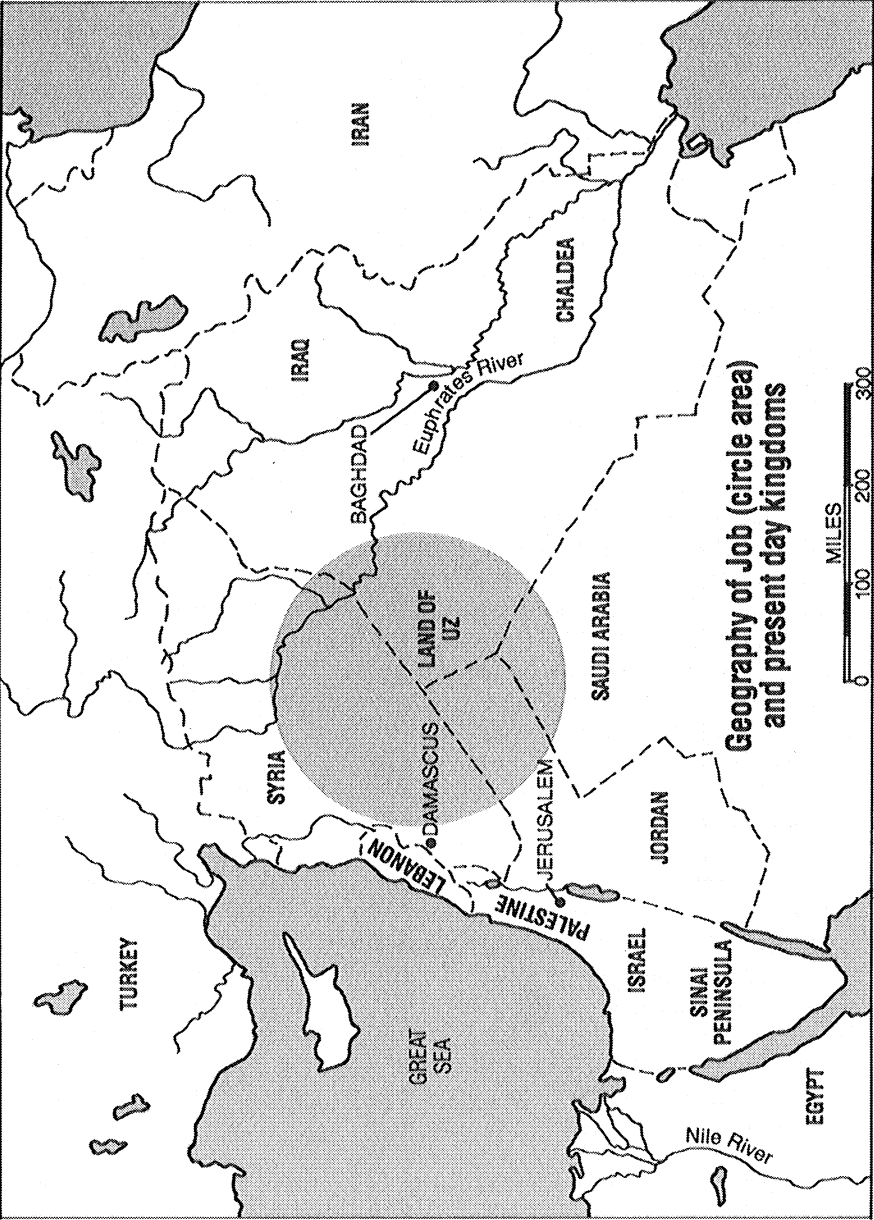 TURKEY
IRAN
SYRIA
IRAQ
LEBANON
BAGHDAD
DAMASCUS
GREAT
SEA
LAND OF
UZ
Euphrates River
PALESTINE
JERUSALEM
CHALDEA
ISRAEL
JORDAN
SAUDI ARABIA
SINAI
PENINSULA
Nile River
EGYPT
Geography of Job (circle area)
and present day kingdoms
MILES
0 100 200 300